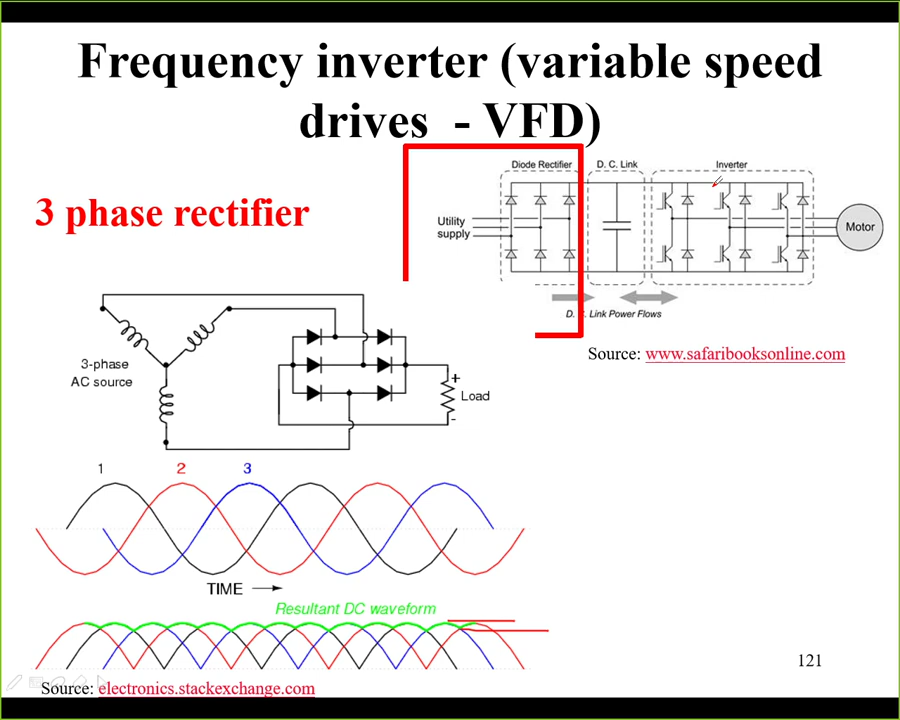 Frequency inverter (variable speed
drives - VFD)
3 phase rectifier
Diode Rectifier
D. C. Link
Inverter
Utility
supply
Motor
D. C. Link Power Flows
Source: www.safaribooksonline.com
3-phase
AC source
+
Load
-
1
2
3
TIME
Resultant DC waveform
121
Source: electronics.stackexchange.com